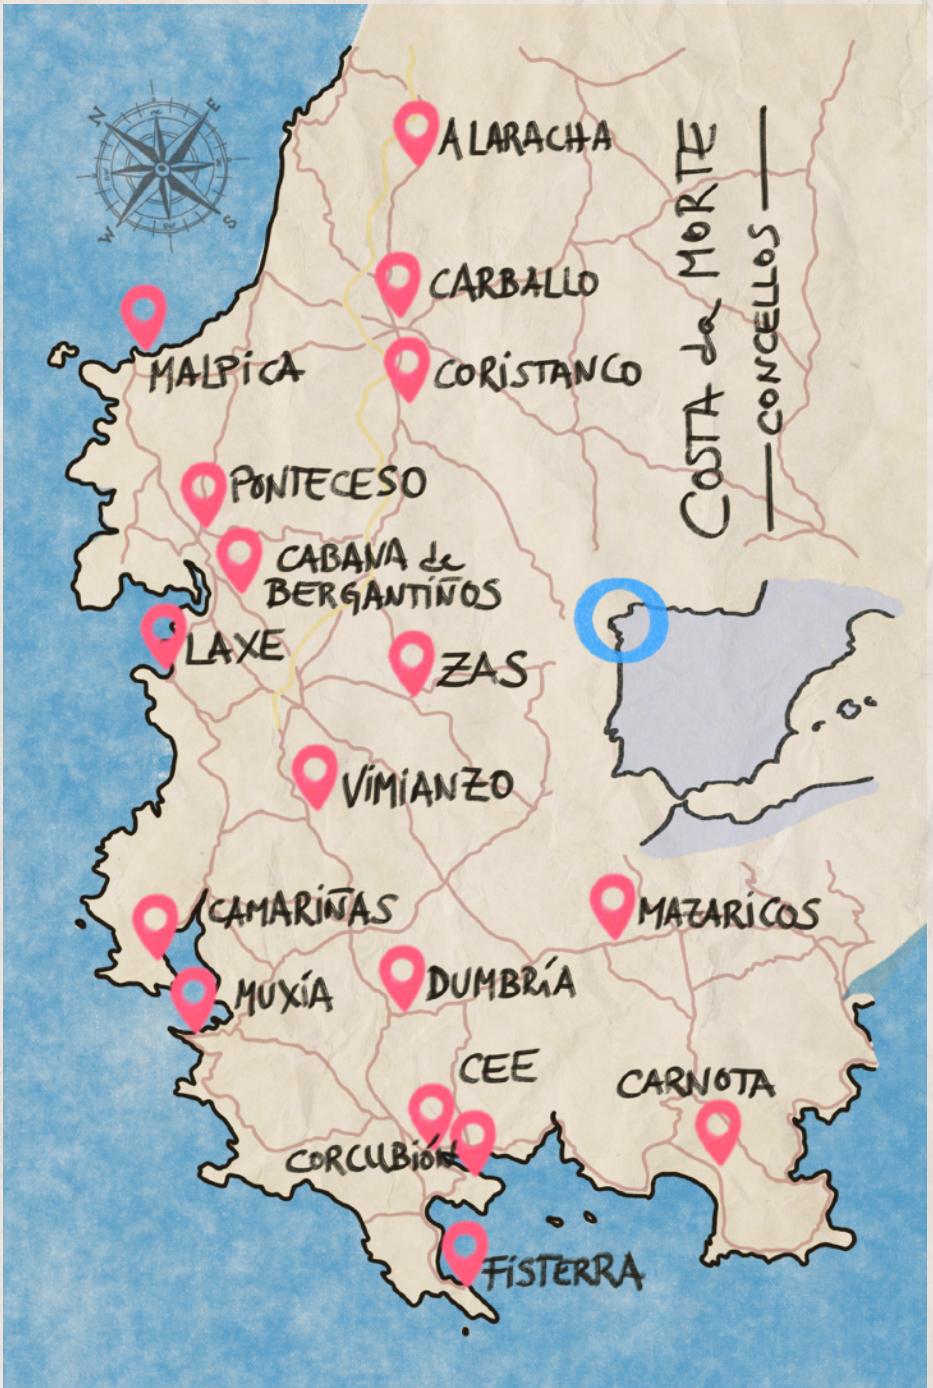 N
E
W
S
A LARACHA
COSTA da MORTE
CONCELLOS
CARBALLO
MALPICA
CORISTANCO
PONTECESO
CABANA de
BERGANTIÑOS
LAXE
ZAS
VIMIANZO
CAMARIÑAS
MAZARICOS
MUXÍA
DUMBRÍA
CEE
CARNOTA
CORCUBIÓN
FISTERRA